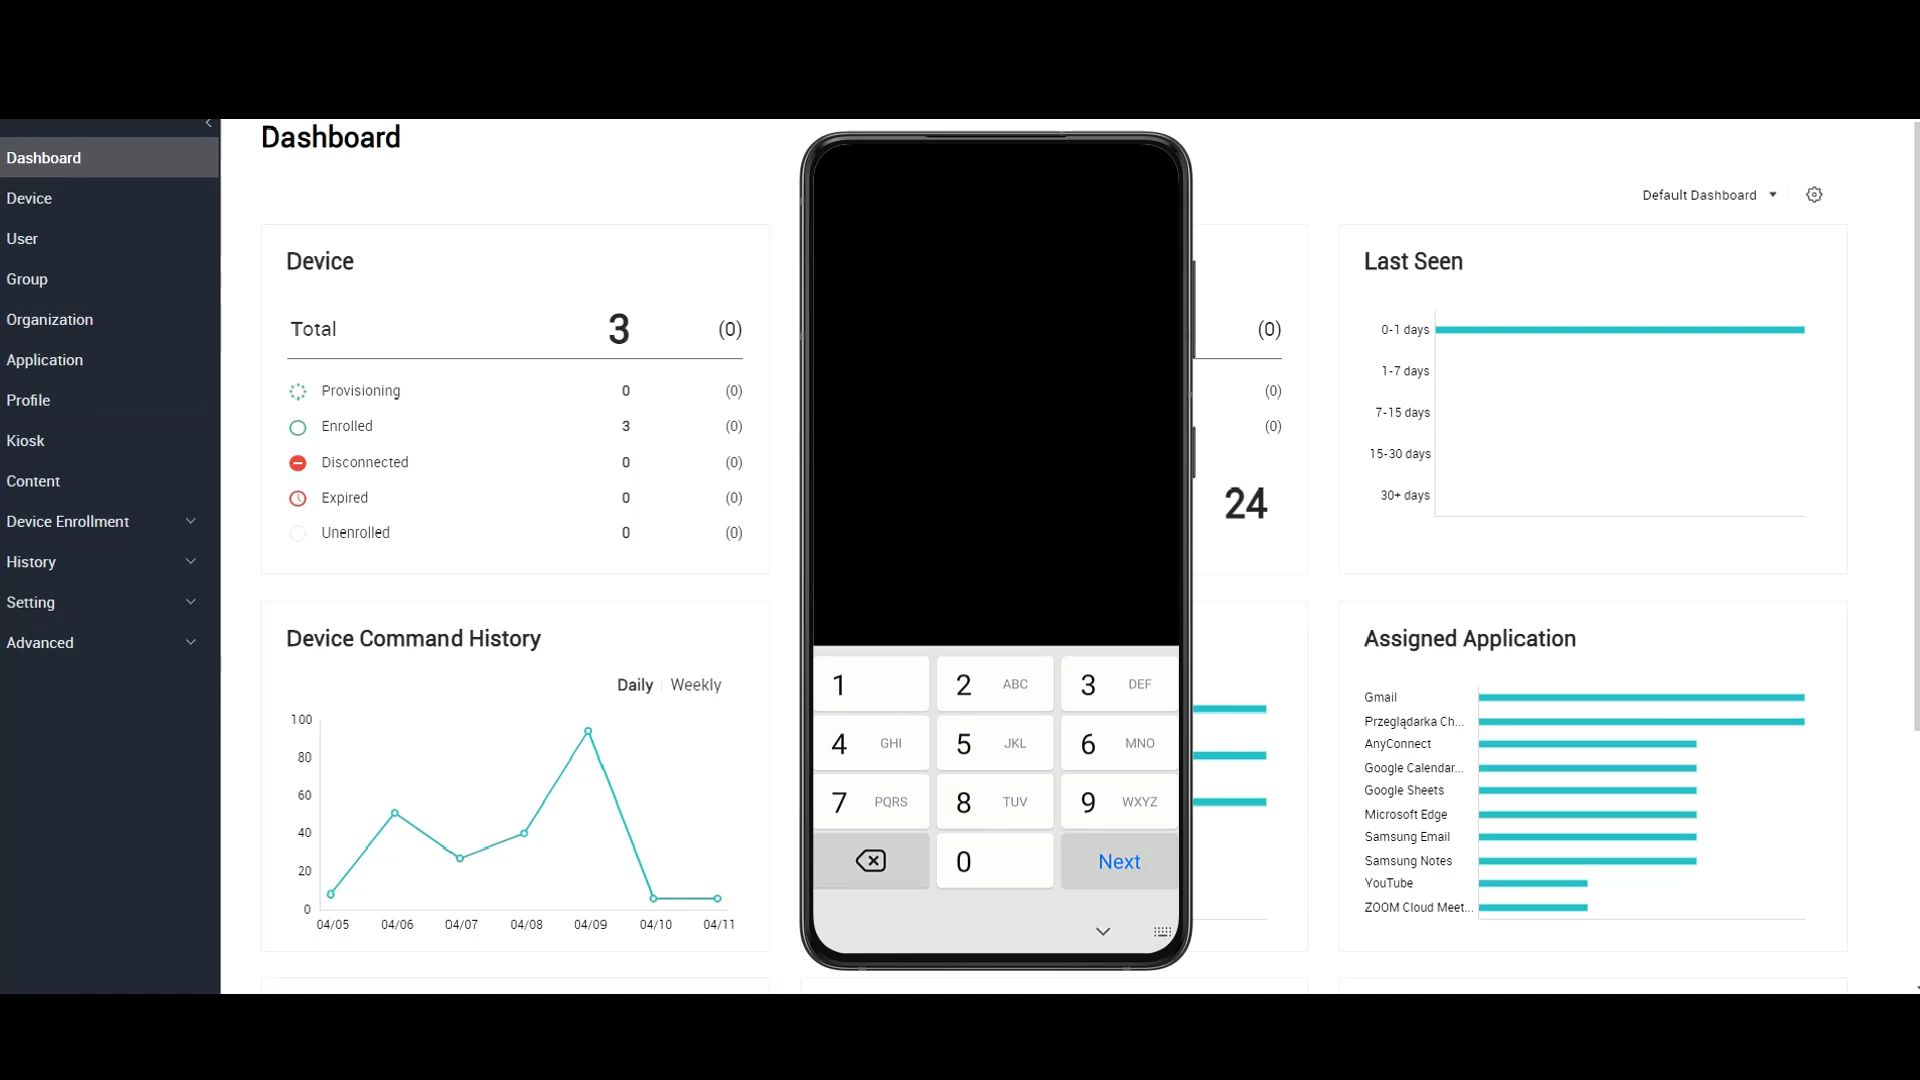 Dashboard
Dashboard
Device
User
Group
Organization
Application
Profile
Kiosk
Content
Device Enrollment
History
Setting
Advanced
Default Dashboard
Device
Total 3 (0)
Provisioning 0 (0)
Enrolled 3 (0)
Disconnected 0 (0)
Expired 0 (0)
Unenrolled 0 (0)
(0)
(0)
(0)
24
Last Seen
0-1 days
1-7 days
7-15 days
15-30 days
30+ days
Device Command History
Daily Weekly
100
80
60
40
20
0
04/05 04/06 04/07 04/08 04/09 04/10 04/11
1 2 ABC 3 DEF
4 GHI 5 JKL 6 MNO
7 PQRS 8 TUV 9 WXYZ
0 Next
Assigned Application
Gmail
Przeglądarka Ch...
AnyConnect
Google Calendar...
Google Sheets
Microsoft Edge
Samsung Email
Samsung Notes
YouTube
ZOOM Cloud Meet...